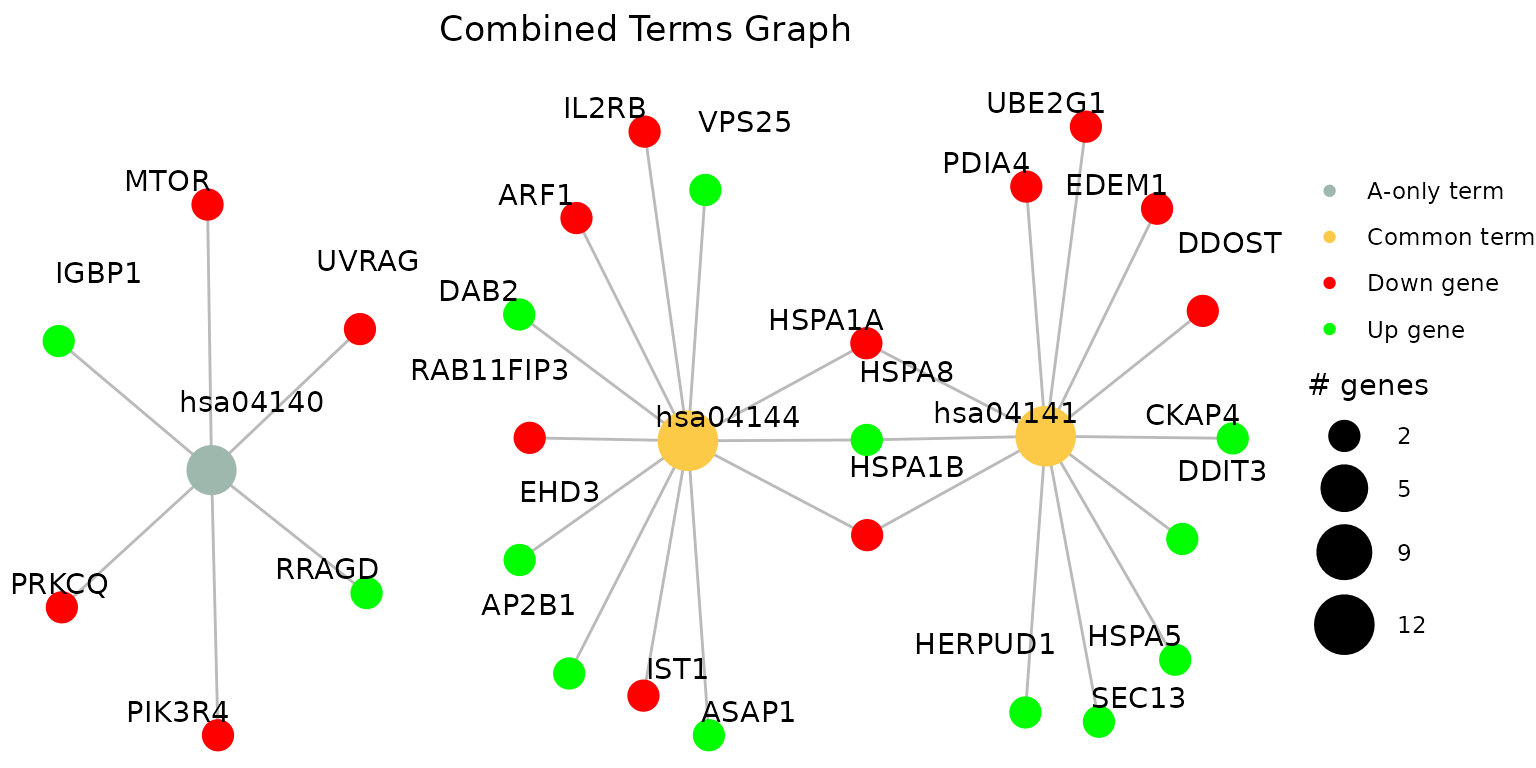 Combined Terms Graph
IL2RB
VPS25
UBE2G1
PDIA4
EDEM1
MTOR
ARF1
DDOST
IGBP1
UVRAG
DAB2
HSPA1A
RAB11FIP3
HSPA8
hsa04140
hsa04144
hsa04141
CKAP4
HSPA1B
DDIT3
EHD3
PRKCQ
RRAGD
AP2B1
HERPUD1
HSPA5
IST1
SEC13
PIK3R4
ASAP1
A-only term
Common term
Down gene
Up gene
# genes
2
5
9
12